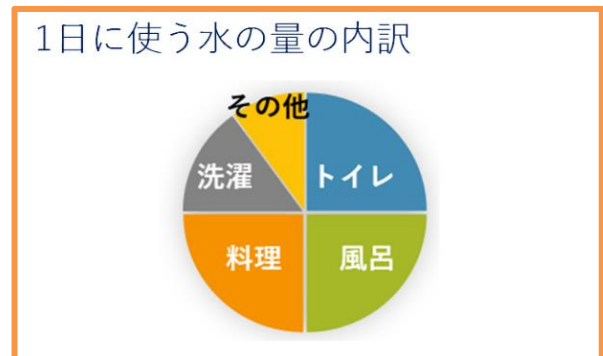 1日に使う水の量の内訳
その他
洗濯
トイレ
料理
風呂